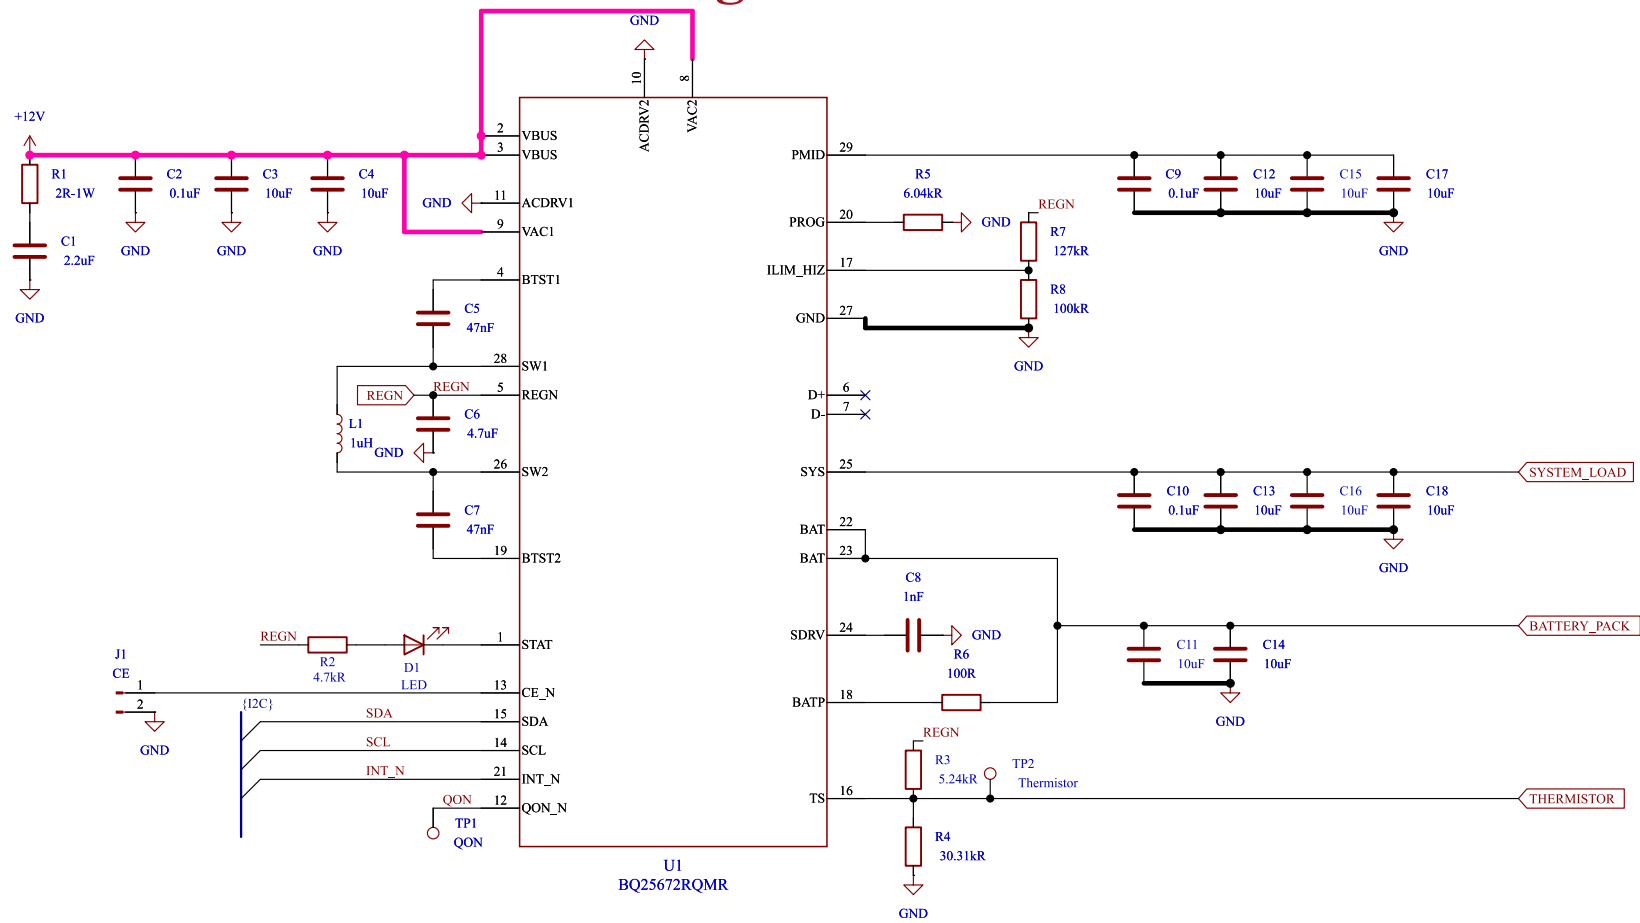 g
GND
10
8
ACDRV2
VAC2
+12V
2
VBUS
3
VBUS
R1
2R-1W
C2
0.1uF
C3
10uF
C4
10uF
GND
11
ACDRV1
9
VAC1
C1
2.2uF
GND
GND
GND
GND
4
BTST1
C5
47nF
28
SW1
REGN
REGN
5
REGN
L1
1uH
C6
4.7uF
GND
26
SW2
C7
47nF
19
BTST2
REGN
R2
4.7kR
D1
LED
1
STAT
J1
CE
1
2
GND
13
CE_N
{I2C}
SDA
15
SDA
SCL
14
SCL
INT_N
21
INT_N
QON
12
QON_N
TP1
QON
U1
BQ25672RQMR
PMID
29
C9
0.1uF
C12
10uF
C15
10uF
C17
10uF
GND
R5
6.04kR
PROG
20
GND
REGN
R7
127kR
ILIM_HIZ
17
R8
100kR
GND
27
GND
D+
6
D-
7
SYS
25
SYSTEM_LOAD
C10
0.1uF
C13
10uF
C16
10uF
C18
10uF
GND
BAT
22
BAT
23
C8
1nF
SDRV
24
GND
R6
100R
BATP
18
BATTERY_PACK
C11
10uF
C14
10uF
GND
REGN
R3
5.24kR
TP2
Thermistor
TS
16
THERMISTOR
R4
30.31kR
GND